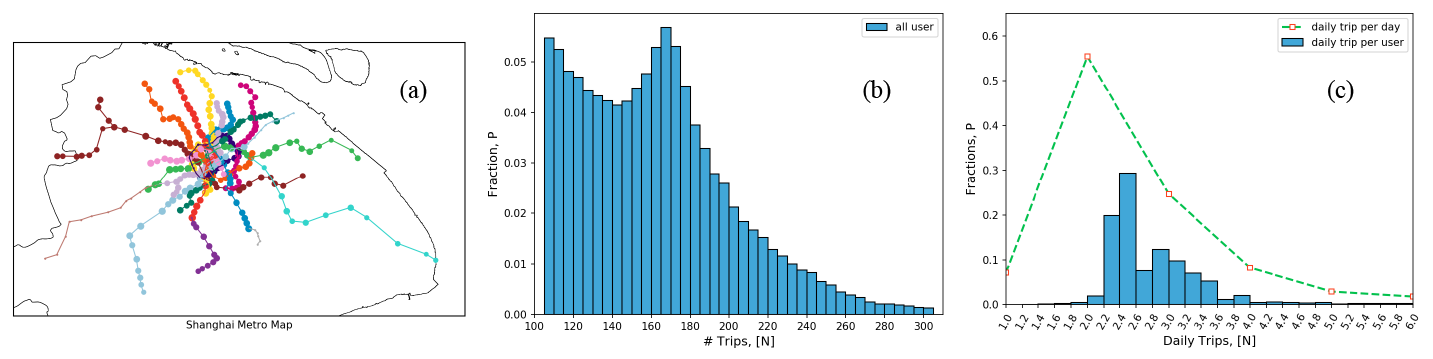 (a)
Shanghai Metro Map
all user
(b)
Fraction, P
0.05
0.04
0.03
0.02
0.01
0.00
100 120 140 160 180 200 220 240 260 280 300
# Trips, [N]
daily trip per day
daily trip per user
(c)
Fractions, P
0.6
0.5
0.4
0.3
0.2
0.1
0.0
1.0 1.2 1.4 1.6 1.8 2.0 2.2 2.4 2.6 2.8 3.0 3.2 3.4 3.6 3.8 4.0 4.2 4.4 4.6 4.8 5.0 5.2 5.4 5.6 5.8 6.0
Daily Trips, [N]